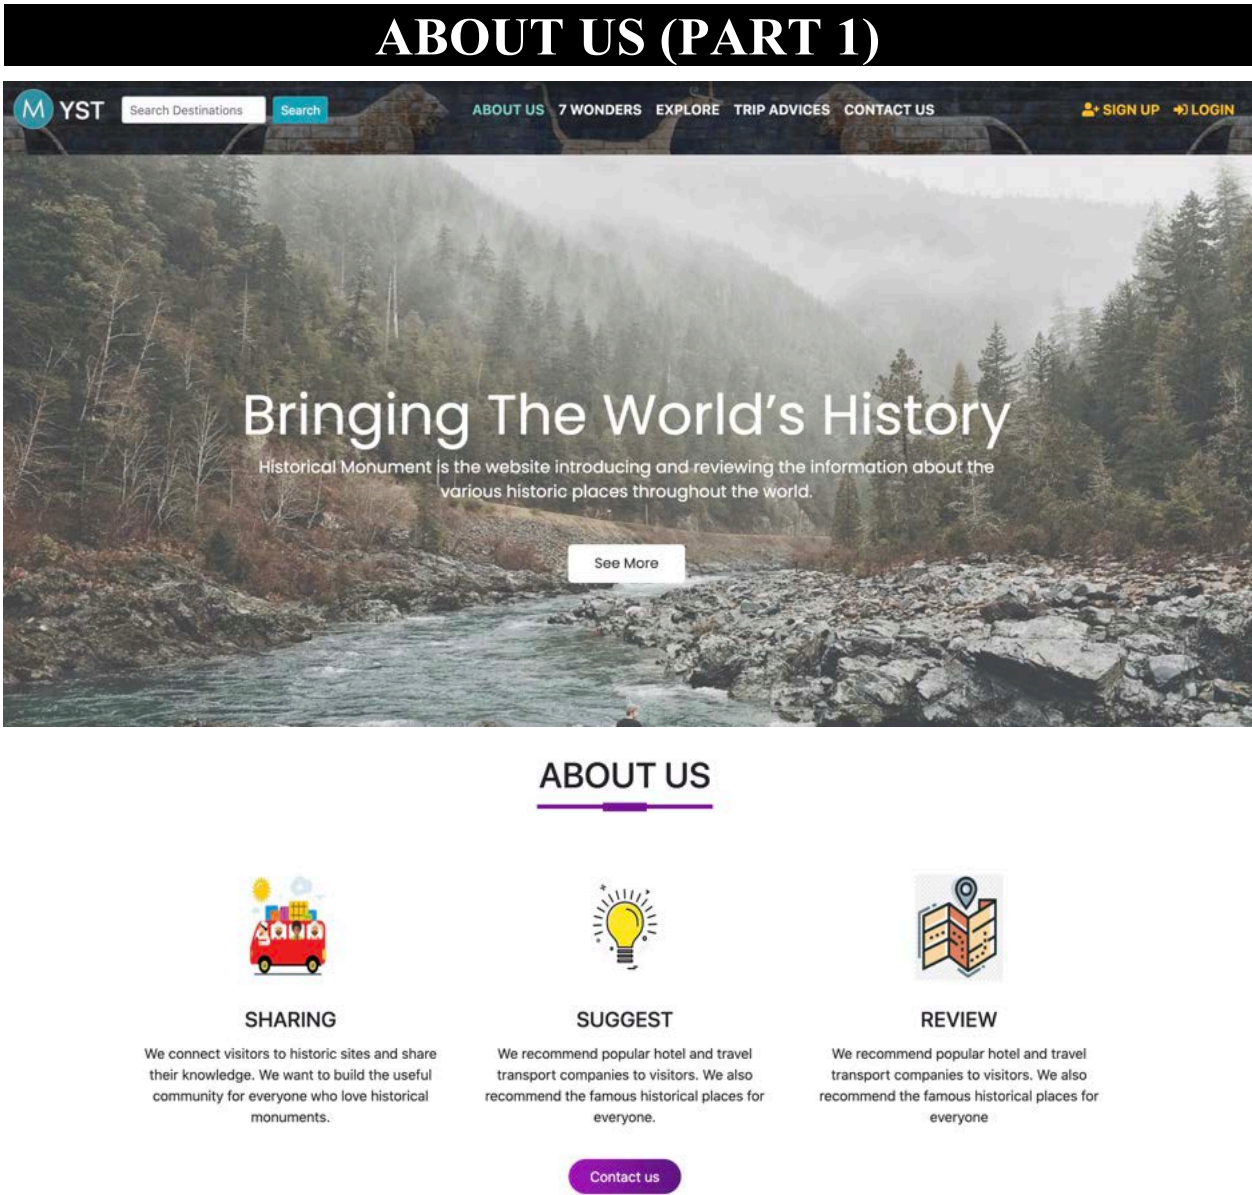 ABOUT US (PART 1)
M YST Search Destinations Search ABOUT US 7 WONDERS EXPLORE TRIP ADVICES CONTACT US SIGN UP LOGIN
Bringing The World's History
Historical Monument is the website introducing and reviewing the information about the
various historic places throughout the world.
See More
ABOUT US
SHARING
We connect visitors to historic sites and share
their knowledge. We want to build the useful
community for everyone who love historical
monuments.
SUGGEST
We recommend popular hotel and travel
transport companies to visitors. We also
recommend the famous historical places for
everyone.
REVIEW
We recommend popular hotel and travel
transport companies to visitors. We also
recommend the famous historical places for
everyone
Contact us